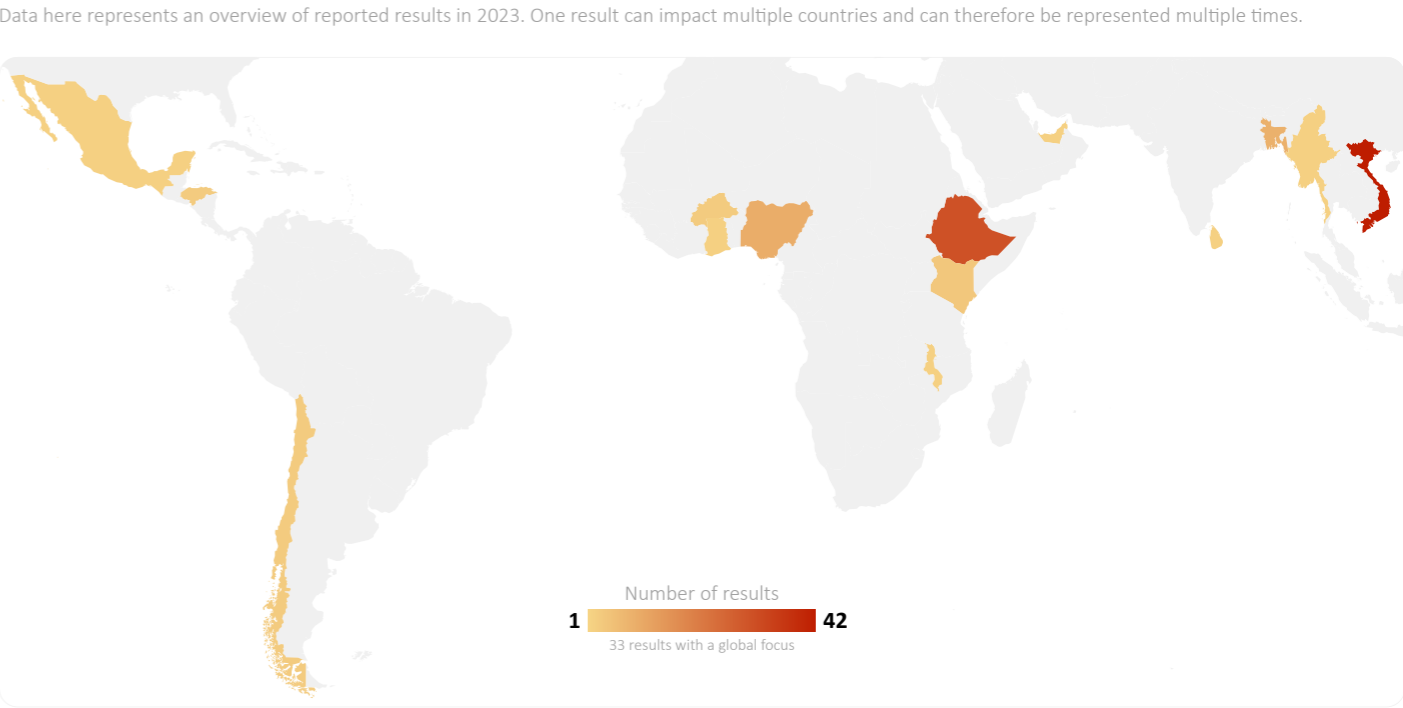 Data here represents an overview of reported results in 2023. One result can impact multiple countries and can therefore be represented multiple times.
Number of results
1 42
33 results with a global focus